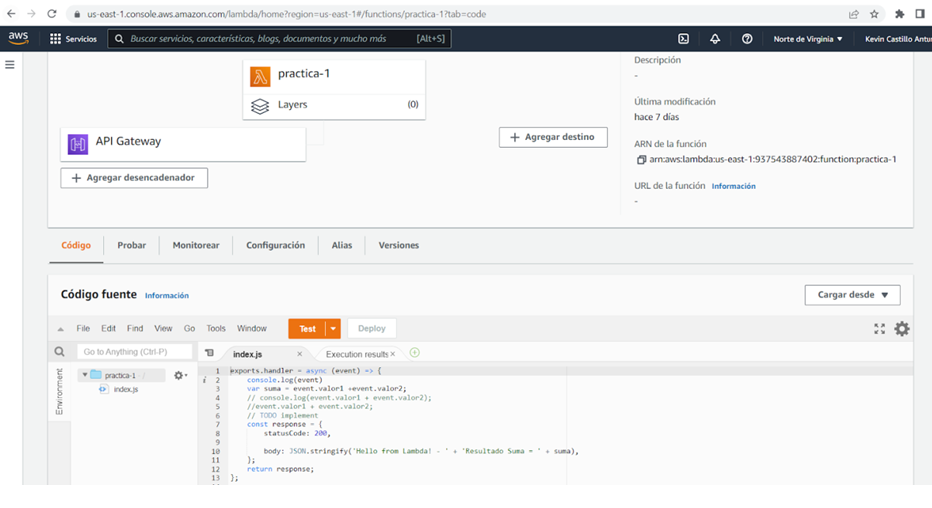 us-east-1.console.aws.amazon.com/lambda/home?region=us-east-1#/functions/practica-1?tab=code
aws
Servicios
Buscar servicios, características, blogs, documentos y mucho más
[Alt+S]
Norte de Virginia
Kevin Castillo Antu
practica-1
Layers
(0)
API Gateway
+ Agregar desencadenador
+ Agregar destino
Descripción
-
Última modificación
hace 7 días
ARN de la función
arn:aws:lambda:us-east-1:937543887402:function:practica-1
URL de la función Información
-
Código
Probar
Monitorear
Configuración
Alias
Versiones
Código fuente Información
Cargar desde
File Edit Find View Go Tools Window
Test
Deploy
Go to Anything (Ctrl-P)
index.js
Execution results
Environment
practica-1 /
index.js
1 exports.handler = async (event) => {
2 console.log(event)
3 var suma = event.valor1 +event.valor2;
4 // console.log(event.valor1 + event.valor2);
5 //event.valor1 + event.valor2;
6 // TODO implement
7 const response = {
8 statusCode: 200,
9
10 body: JSON.stringify('Hello from Lambda! - ' + 'Resultado Suma = ' + suma),
11 };
12 return response;
13 };